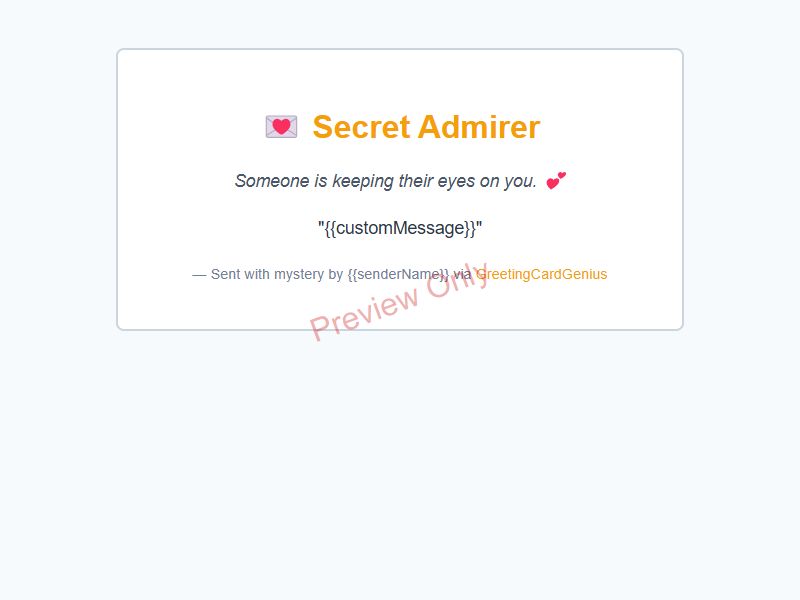 💌 Secret Admirer
Someone is keeping their eyes on you. 💕
"{{customMessage}}"
— Sent with mystery by {{senderName}} via GreetingCardGenius
Preview Only